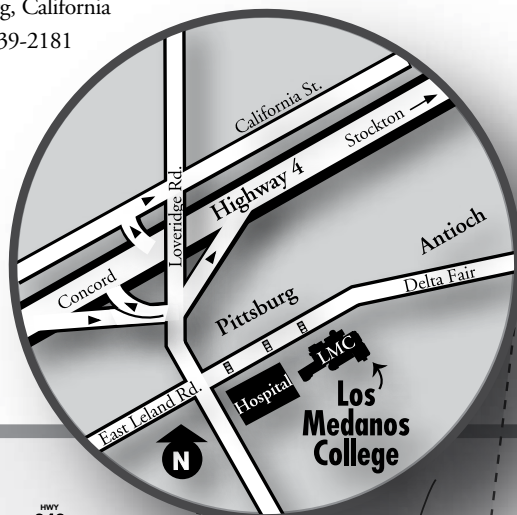 g, California
39-2181
California St.
Stockton
Highway 4
Loveridge Rd.
Concord
Antioch
Delta Fair
Pittsburg
LMC
East Leland Rd.
Hospital
Los
Medanos
College
N
HWY